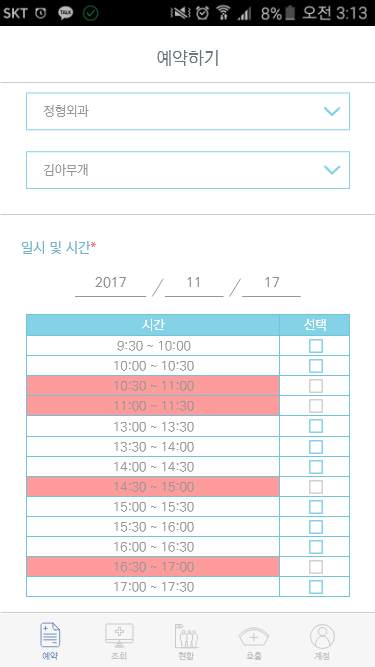 SKT TALK 8% 오전 3:13
예약하기
정형외과
김아무개
일시 및 시간*
2017 / 11 / 17
시간 선택
9:30 ~ 10:00
10:00 ~ 10:30
10:30 ~ 11:00
11:00 ~ 11:30
13:00 ~ 13:30
13:30 ~ 14:00
14:00 ~ 14:30
14:30 ~ 15:00
15:00 ~ 15:30
15:30 ~ 16:00
16:00 ~ 16:30
16:30 ~ 17:00
17:00 ~ 17:30
예약 조회 현황 호출 계정